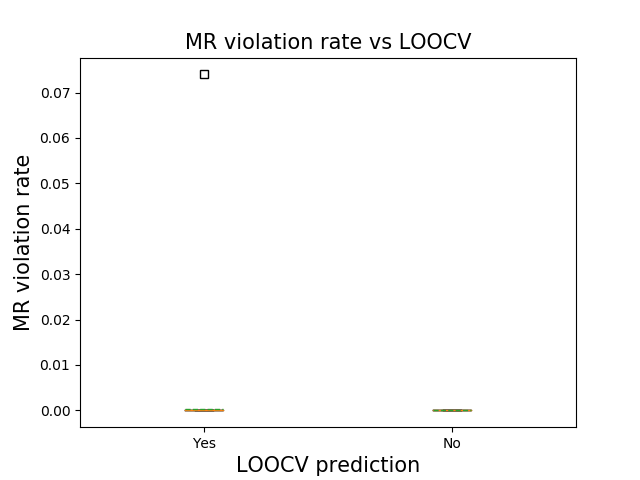 MR violation rate vs LOOCV
MR violation rate
0.07
0.06
0.05
0.04
0.03
0.02
0.01
0.00
Yes
No
LOOCV prediction